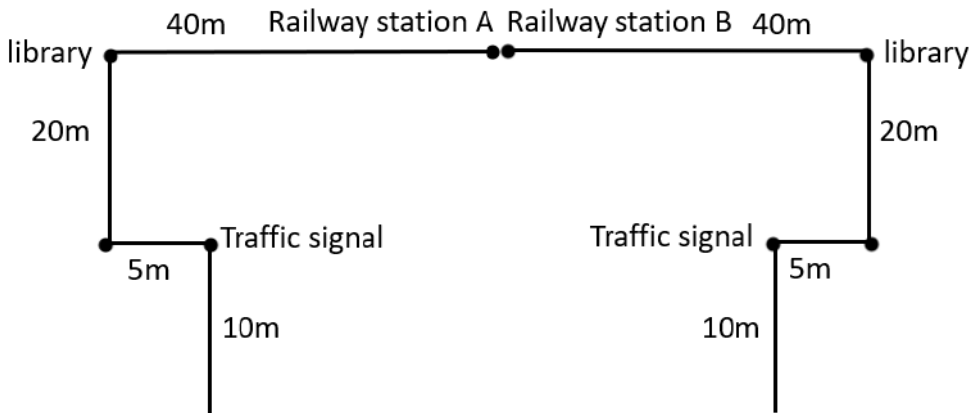 40m Railway station A Railway station B 40m
library library
20m 20m
Traffic signal Traffic signal
5m 5m
10m 10m